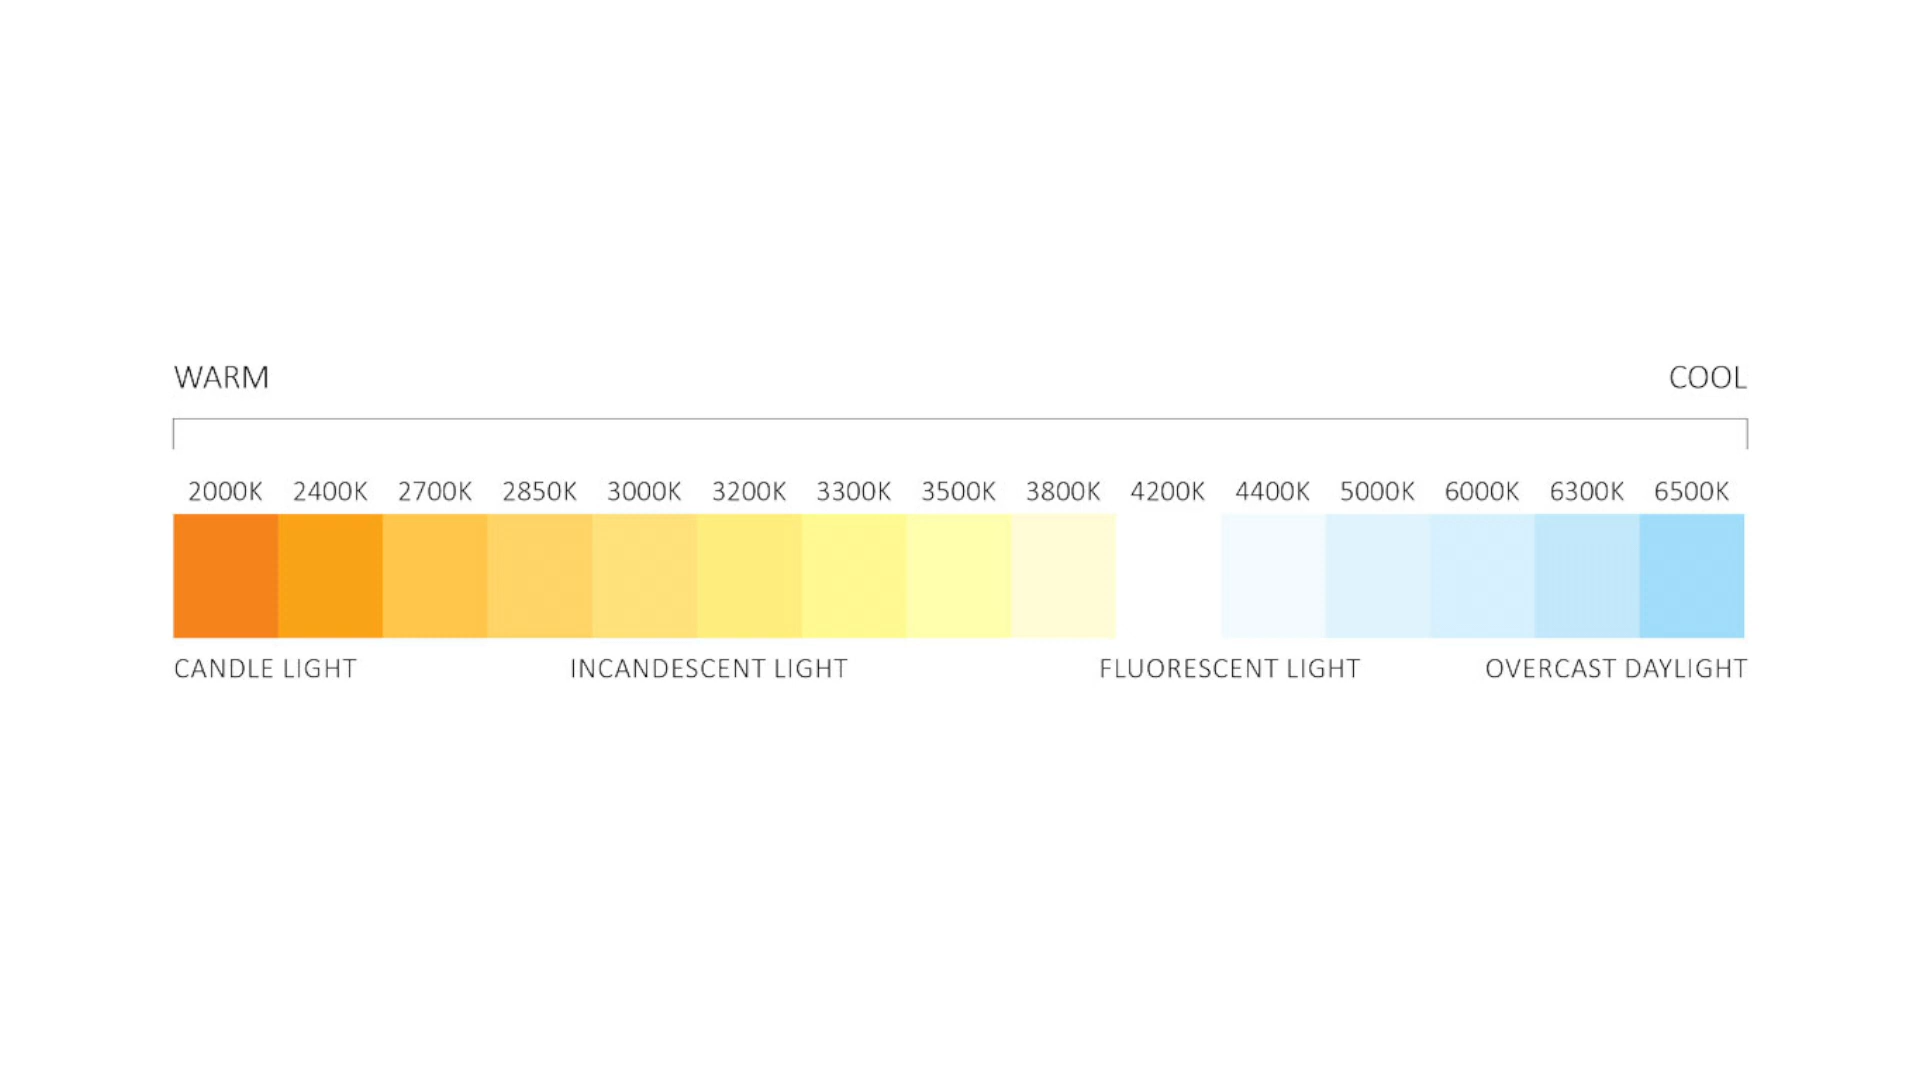 WARM COOL
2000K 2400K 2700K 2850K 3000K 3200K 3300K 3500K 3800K 4200K 4400K 5000K 6000K 6300K 6500K
CANDLE LIGHT INCANDESCENT LIGHT FLUORESCENT LIGHT OVERCAST DAYLIGHT